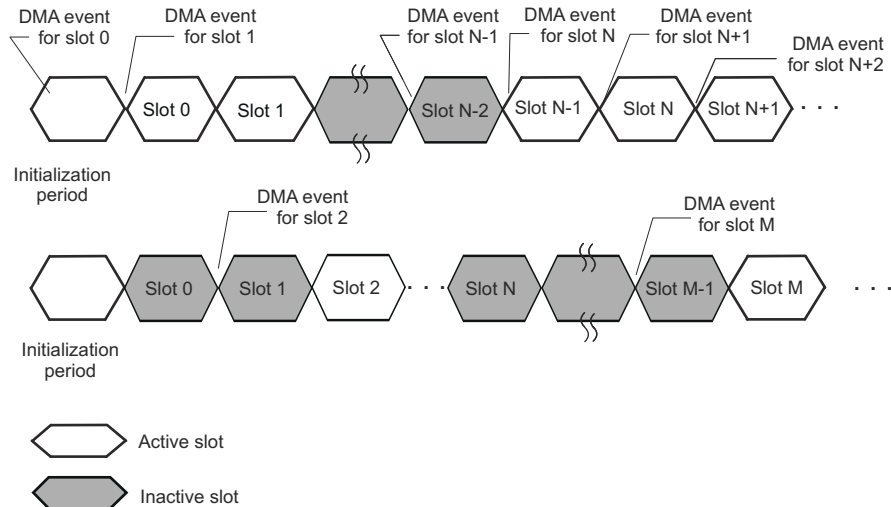 DMA event
for slot 0
DMA event
for slot 1
DMA event
for slot N-1
DMA event
for slot N
DMA event
for slot N+1
DMA event
for slot N+2
Slot 0
Slot 1
Slot N-2
Slot N-1
Slot N
Slot N+1
. . .
Initialization
period
DMA event
for slot 2
DMA event
for slot M
Slot 0
Slot 1
Slot 2
. . .
Slot N
Slot M-1
Slot M
. . .
Initialization
period
Active slot
Inactive slot